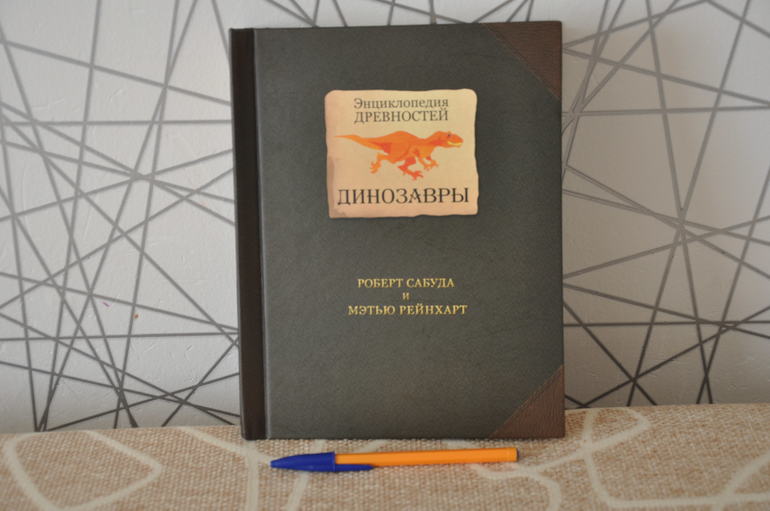 Энциклопедия
ДРЕВНОСТЕЙ
ДИНОЗАВРЫ
РОБЕРТ САБУДА
И
МЭТЬЮ РЕЙНХАРТ